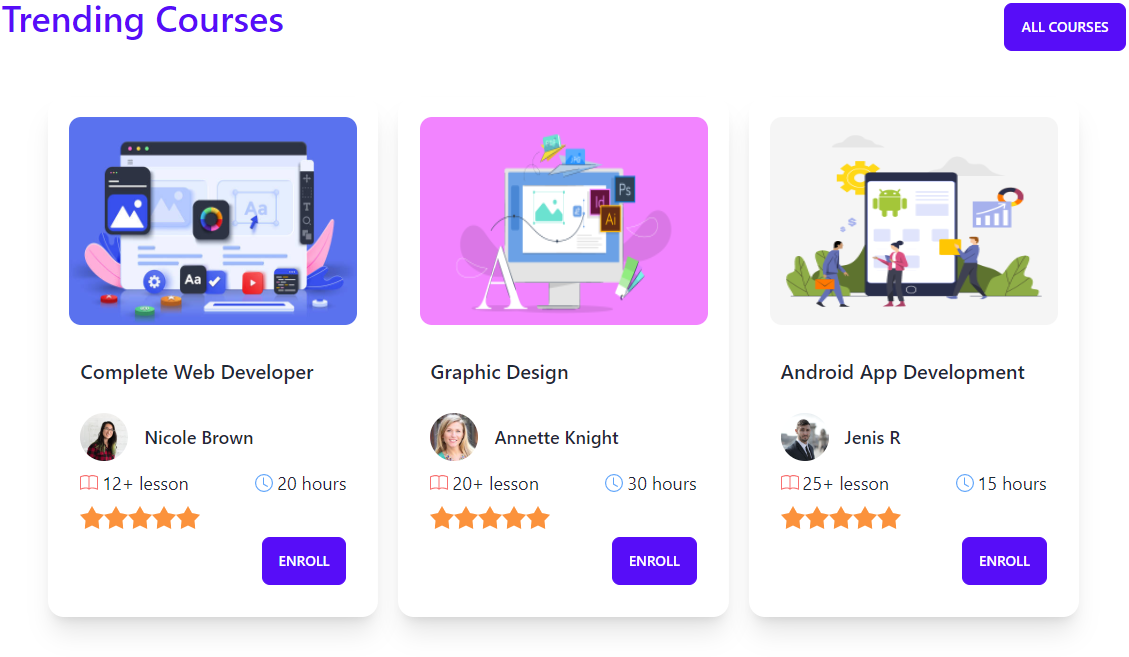 Trending Courses
ALL COURSES
Aa
Aa
Ps
Id
Ai
A
$
$
Complete Web Developer
Graphic Design
Android App Development
Nicole Brown
Annette Knight
Jenis R
12+ lesson
20 hours
20+ lesson
30 hours
25+ lesson
15 hours
ENROLL
ENROLL
ENROLL